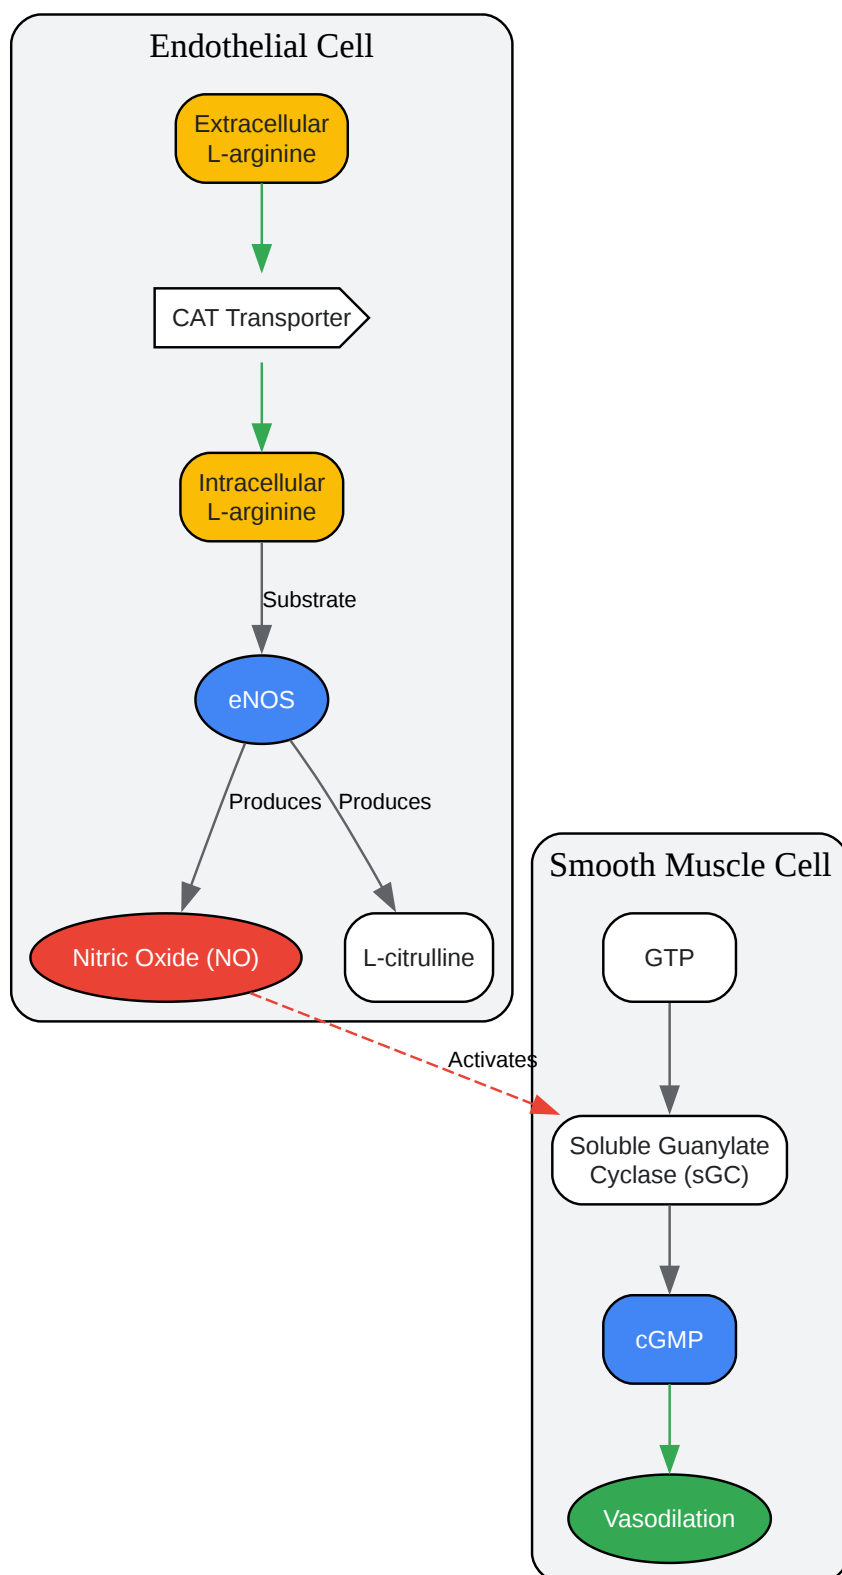 Endothelial Cell
Extracellular
L-arginine
CAT Transporter
Intracellular
L-arginine
Substrate
eNOS
Produces
Produces
Nitric Oxide (NO)
L-citrulline
Activates
Smooth Muscle Cell
GTP
Soluble Guanylate
Cyclase (sGC)
cGMP
Vasodilation